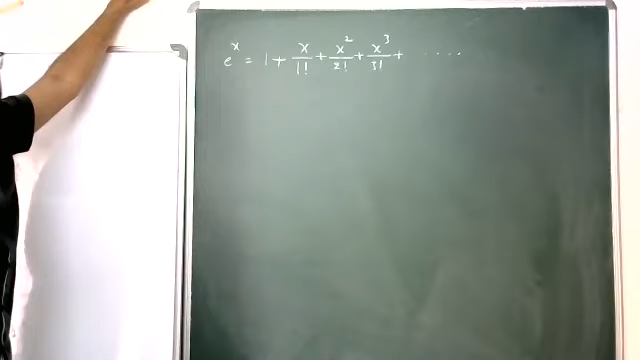 e^x = 1 + x/1! + x^2/2! + x^3/3! + .....